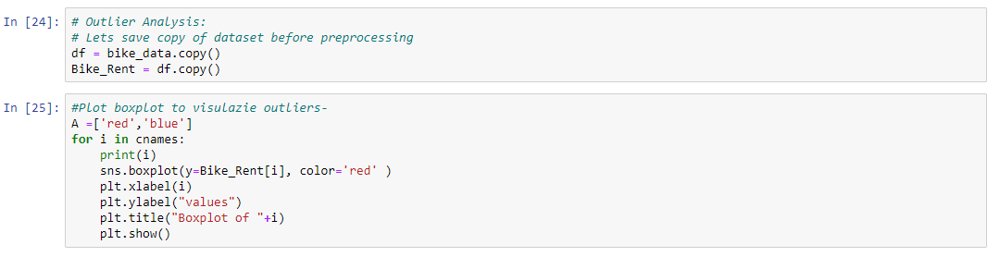 In [24]: # Outlier Analysis:
# Lets save copy of dataset before preprocessing
df = bike_data.copy()
Bike_Rent = df.copy()
In [25]: #Plot boxplot to visulazie outliers-
A =['red','blue']
for i in cnames:
    print(i)
    sns.boxplot(y=Bike_Rent[i], color='red' )
    plt.xlabel(i)
    plt.ylabel("values")
    plt.title("Boxplot of "+i)
    plt.show()